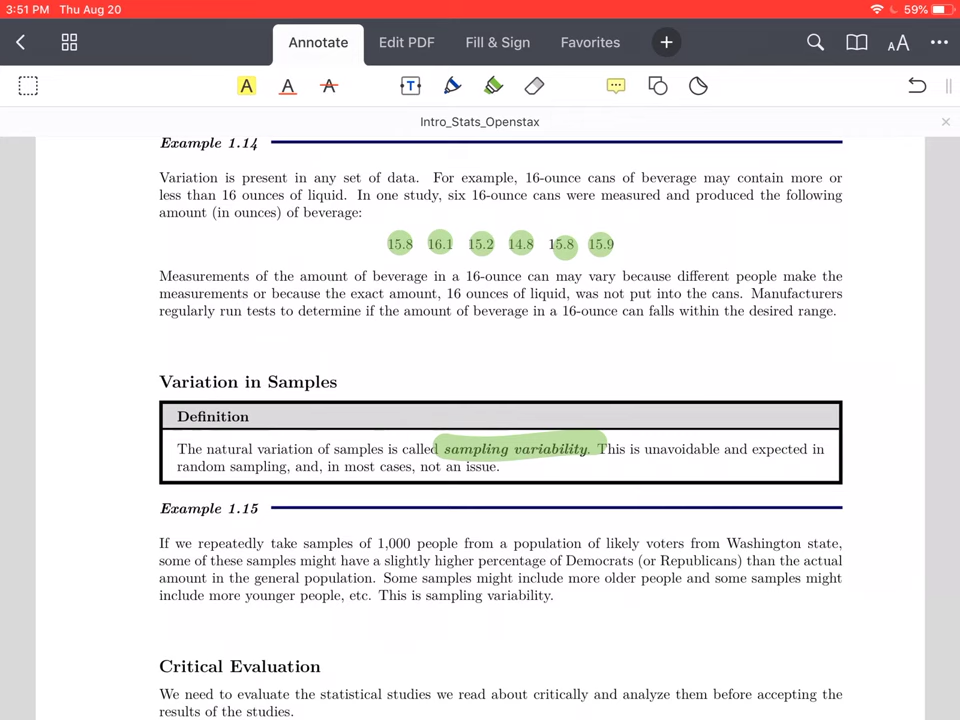 3:51 PM Thu Aug 20 59%
Annotate Edit PDF Fill & Sign Favorites + AA
A A A T
Intro_Stats_Openstax ×
Example 1.14
Variation is present in any set of data. For example, 16-ounce cans of beverage may contain more or
less than 16 ounces of liquid. In one study, six 16-ounce cans were measured and produced the following
amount (in ounces) of beverage:
15.8 16.1 15.2 14.8 15.8 15.9
Measurements of the amount of beverage in a 16-ounce can may vary because different people make the
measurements or because the exact amount, 16 ounces of liquid, was not put into the cans. Manufacturers
regularly run tests to determine if the amount of beverage in a 16-ounce can falls within the desired range.
Variation in Samples
Definition
The natural variation of samples is called sampling variability. This is unavoidable and expected in
random sampling, and, in most cases, not an issue.
Example 1.15
If we repeatedly take samples of 1,000 people from a population of likely voters from Washington state,
some of these samples might have a slightly higher percentage of Democrats (or Republicans) than the actual
amount in the general population. Some samples might include more older people and some samples might
include more younger people, etc. This is sampling variability.
Critical Evaluation
We need to evaluate the statistical studies we read about critically and analyze them before accepting the
results of the studies.